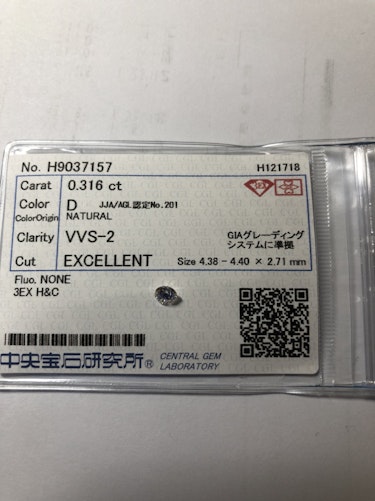 No. H9037157 H121718
Carat 0.316 ct
Color D JJA/AGL認定No.201
ColorOrigin NATURAL
Clarity VVS-2 GIAグレーディング
システムに準拠
Cut EXCELLENT Size 4.38 - 4.40 × 2.71 mm
Fluo. NONE
3EX H&C
中央宝石研究所® CENTRAL GEM
LABORATORY